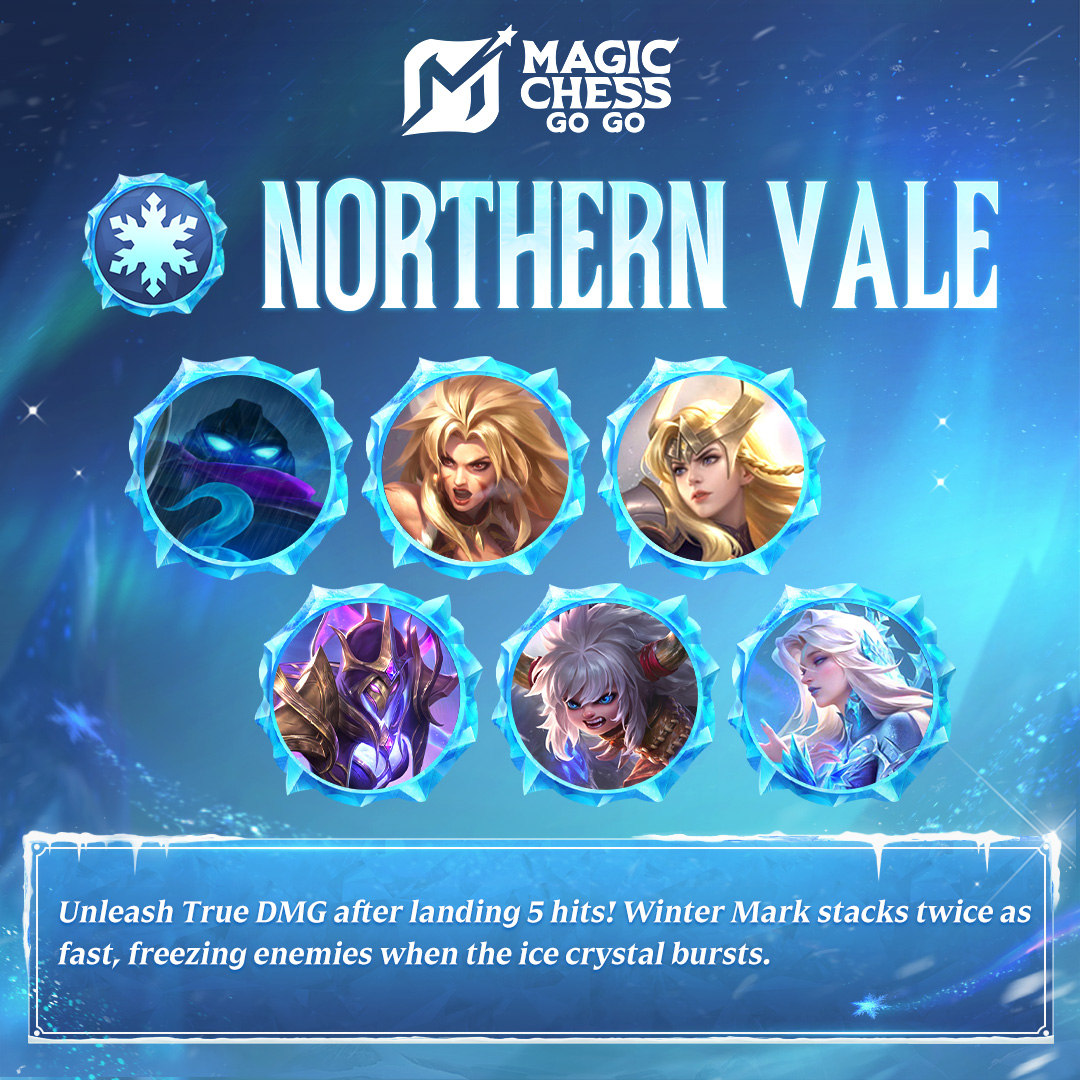 MAGIC
CHESS
GO GO
NORTHERN VALE
Unleash True DMG after landing 5 hits! Winter Mark stacks twice as
fast, freezing enemies when the ice crystal bursts.